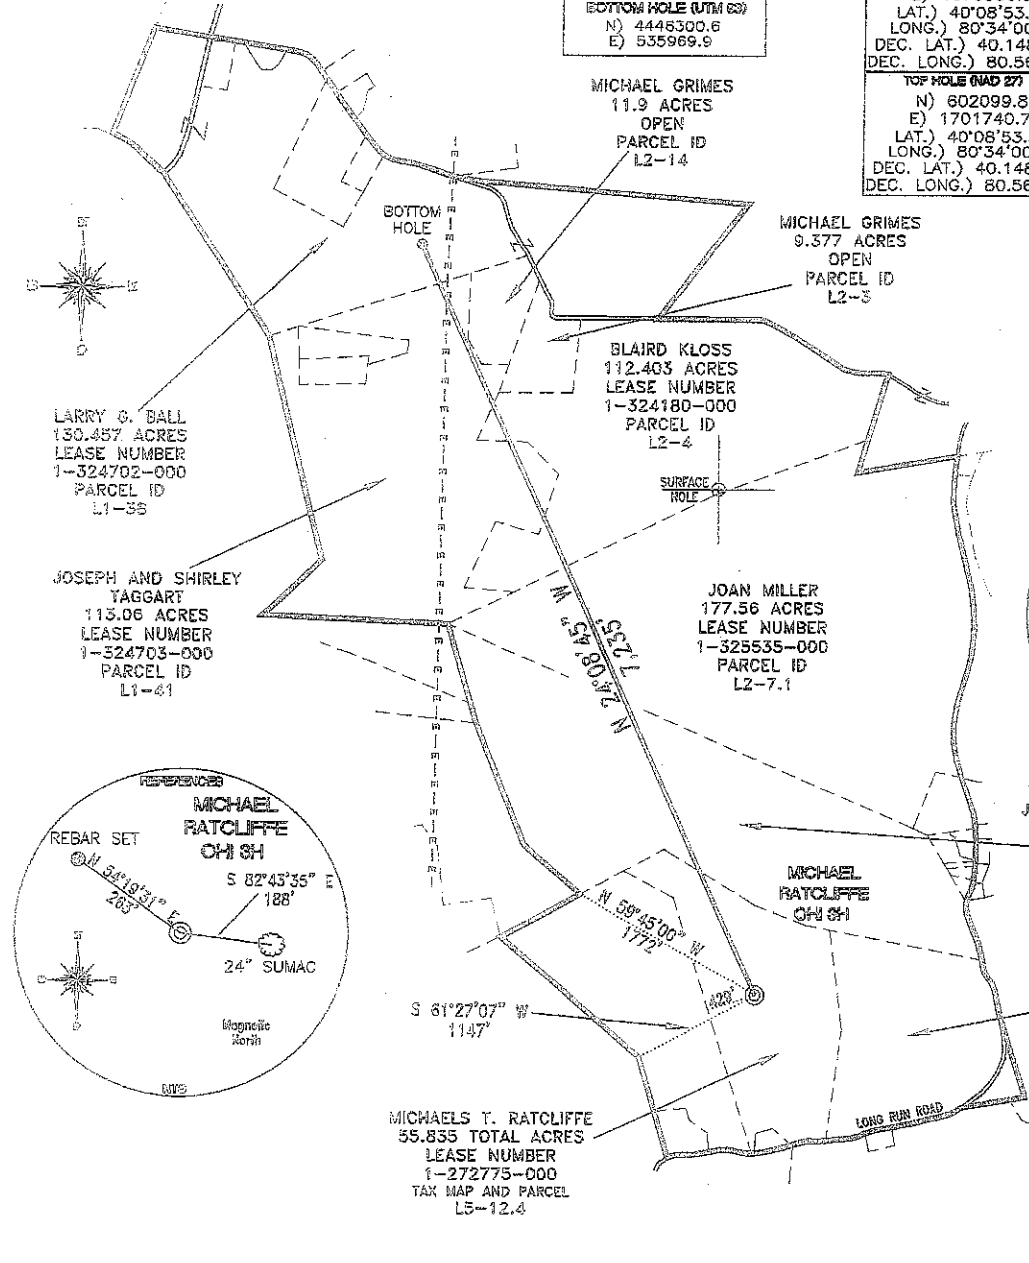 BOTTOM HOLE (UTM 83)
N) 4445300.6
E) 535969.9
LAT.) 40°08'53.
LONG.) 80°34'00
DEC. LAT.) 40.148
DEC. LONG.) 80.56
TOP HOLE (NAD 27)
N) 602099.8
E) 1701740.7
LAT.) 40°08'53.
LONG.) 80°34'00
DEC. LAT.) 40.148
DEC. LONG.) 80.56
MICHAEL GRIMES
11.9 ACRES
OPEN
PARCEL ID
L2-14
BOTTOM
HOLE
MICHAEL GRIMES
9.377 ACRES
OPEN
PARCEL ID
L2-3
BLAIRD KLOSS
112.403 ACRES
LEASE NUMBER
1-324180-000
PARCEL ID
L2-4
LARRY G. BALL
130.457 ACRES
LEASE NUMBER
1-324702-000
PARCEL ID
L1-35
SURFACE
HOLE
JOSEPH AND SHIRLEY
TAGGART
113.06 ACRES
LEASE NUMBER
1-324703-000
PARCEL ID
L1-41
JOAN MILLER
177.56 ACRES
LEASE NUMBER
1-325535-000
PARCEL ID
L2-7.1
N 24°08'45" W
7,235'
REFERENCES
MICHAEL
RATCLIFFE
OHI 3H
REBAR SET
N 54°19'31" E
263'
S 82°43'35" E
188'
24" SUMAC
Magnetic
North
NTS
MICHAEL
RATCLIFFE
OHI 3H
N 59°45'00" W
1772'
420'
S 61°27'07" W
1147'
MICHAELS T. RATCLIFFE
55.835 TOTAL ACRES
LEASE NUMBER
1-272775-000
TAX MAP AND PARCEL
L5-12.4
LONG RUN ROAD